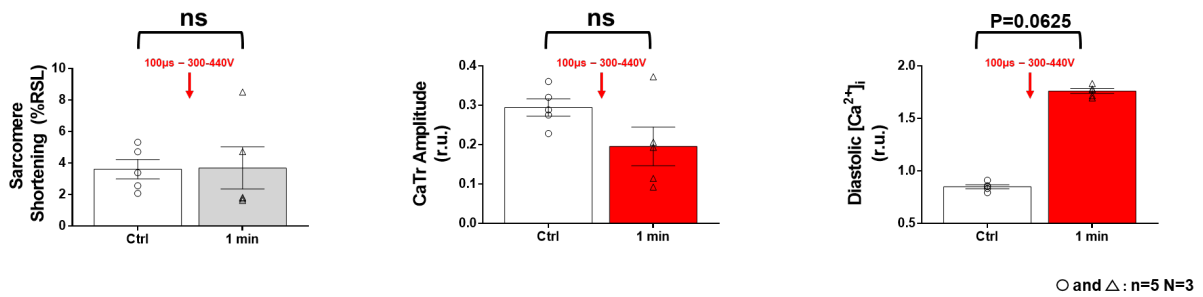 ns
100µs – 300-440V
Sarcomere
Shortening (%RSL)
10
8
6
4
2
0
Ctrl
1 min
ns
100µs – 300-440V
CaTr Amplitude
(r.u.)
0.4
0.3
0.2
0.1
0.0
Ctrl
1 min
P=0.0625
100µs – 300-440V
Diastolic [Ca²⁺]i
(r.u.)
2.0
1.5
1.0
0.5
Ctrl
1 min
○ and △ : n=5 N=3